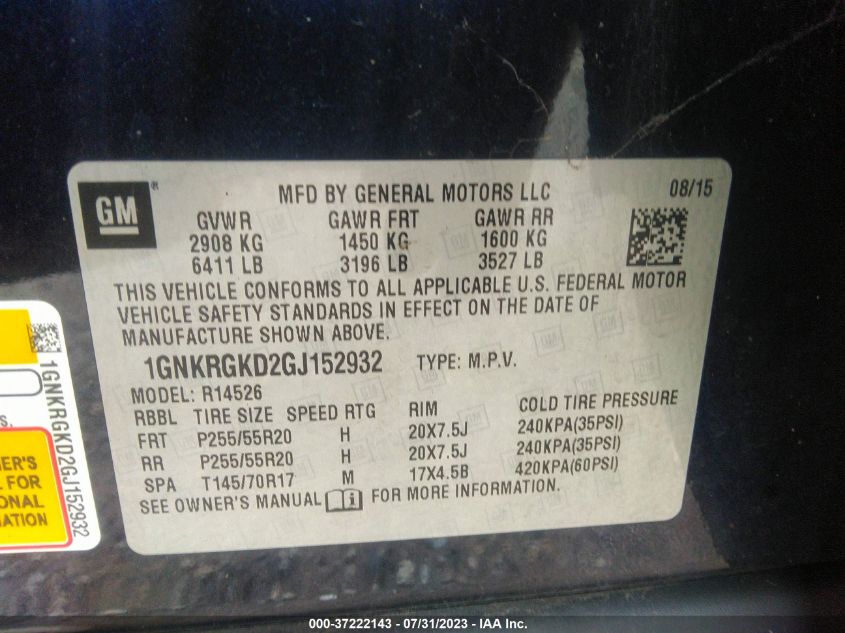 GM ®
MFD BY GENERAL MOTORS LLC 08/15
GVWR GAWR FRT GAWR RR
2908 KG 1450 KG 1600 KG
6411 LB 3196 LB 3527 LB
THIS VEHICLE CONFORMS TO ALL APPLICABLE U.S. FEDERAL MOTOR
VEHICLE SAFETY STANDARDS IN EFFECT ON THE DATE OF
MANUFACTURE SHOWN ABOVE.
1GNKRGKD2GJ152932 TYPE: M.P.V.
MODEL: R14526
RBBL TIRE SIZE SPEED RTG RIM COLD TIRE PRESSURE
FRT P255/55R20 H 20X7.5J 240KPA(35PSI)
RR P255/55R20 H 20X7.5J 240KPA(35PSI)
SPA T145/70R17 M 17X4.5B 420KPA(60PSI)
SEE OWNER'S MANUAL FOR MORE INFORMATION.
1GNKRGKD2GJ152932
S.
NER'S
L FOR
ONAL
MATION
000-37222143 - 07/31/2023 - IAA Inc.